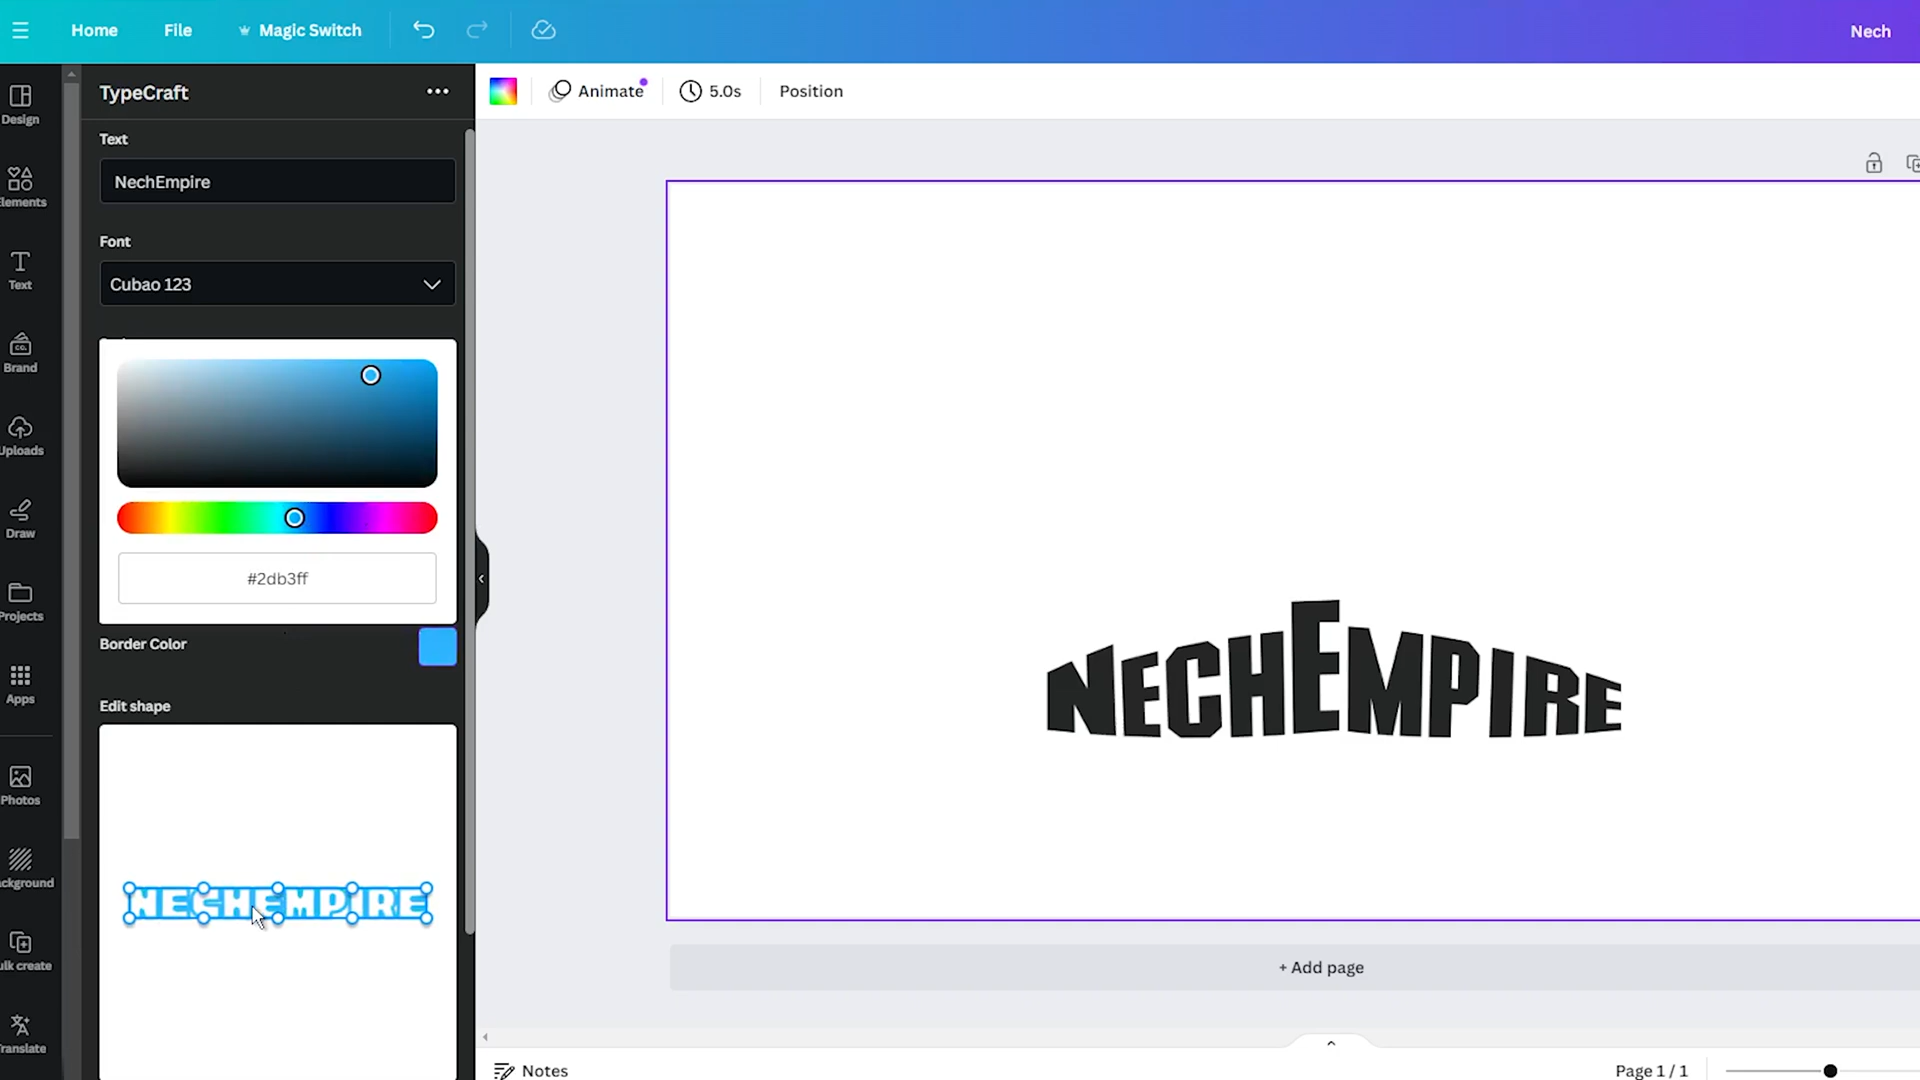 Home
File
Magic Switch
Nech
Design
Elements
Text
Brand
Uploads
Draw
Projects
Apps
Photos
ckground
ulk create
ranslate
TypeCraft
Text
NechEmpire
Font
Cubao 123
#2db3ff
Border Color
Edit shape
NECHEMPIRE
Animate
5.0s
Position
NECHEMPIRE
+ Add page
Notes
Page 1 / 1